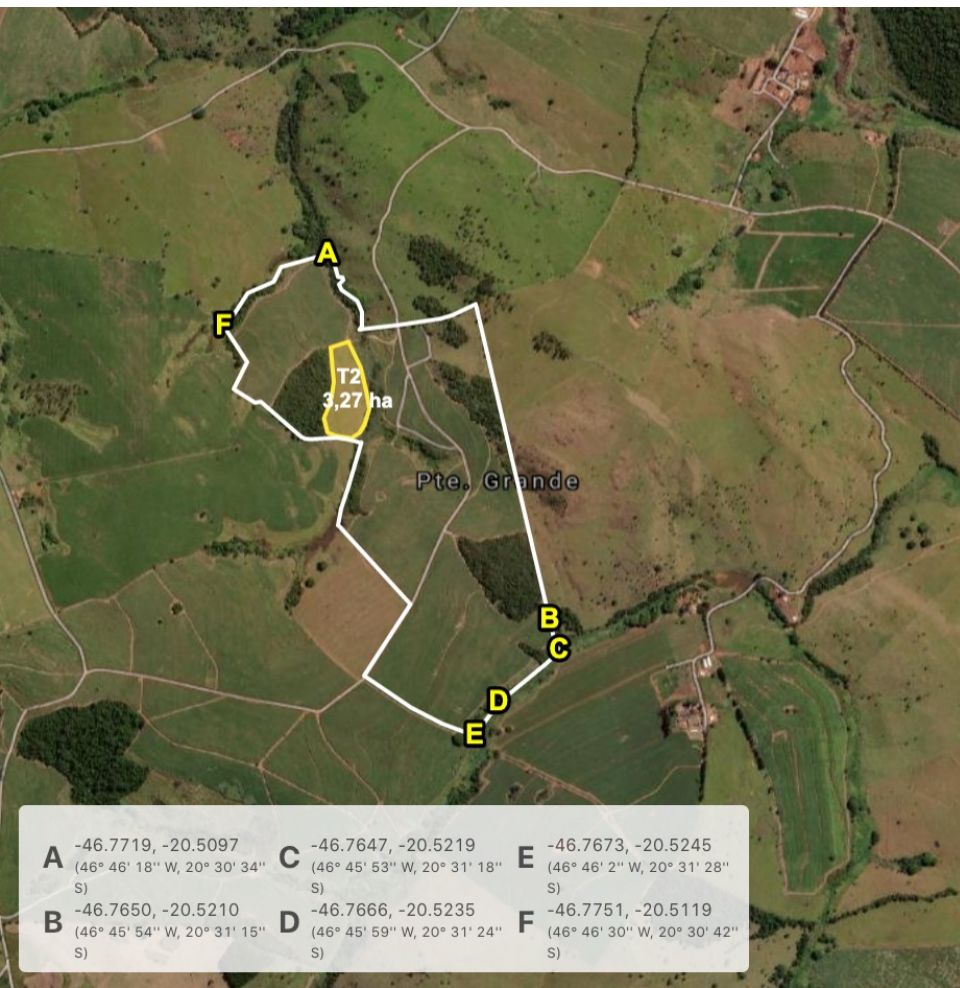 A
F
T2
3,27 ha
Pte. Grande
B
C
D
E
A -46.7719, -20.5097
(46° 46' 18'' W, 20° 30' 34''
S)
C -46.7647, -20.5219
(46° 45' 53'' W, 20° 31' 18''
S)
E -46.7673, -20.5245
(46° 46' 2'' W, 20° 31' 28''
S)
B -46.7650, -20.5210
(46° 45' 54'' W, 20° 31' 15''
S)
D -46.7666, -20.5235
(46° 45' 59'' W, 20° 31' 24''
S)
F -46.7751, -20.5119
(46° 46' 30'' W, 20° 30' 42''
S)